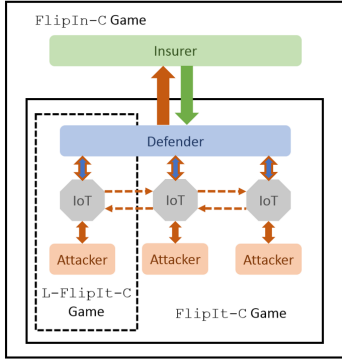 FlipIn-C Game
Insurer
Defender
IoT IoT IoT
Attacker Attacker Attacker
L-FlipIt-C
Game
FlipIt-C Game